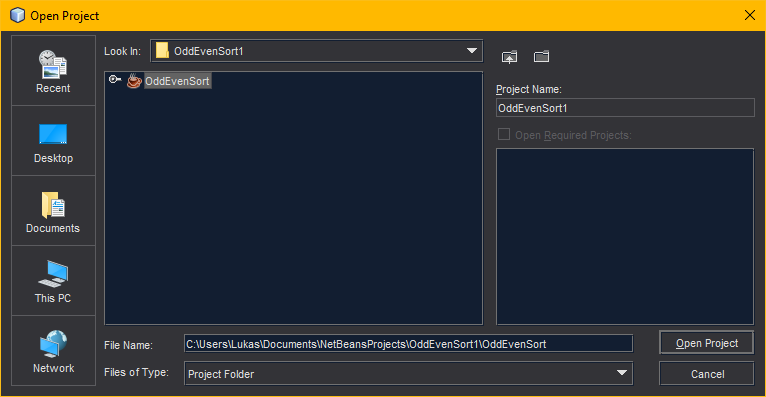 Open Project
Look In:
OddEvenSort1
Recent
Desktop
Documents
This PC
Network
OddEvenSort
Project Name:
OddEvenSort1
Open Required Projects:
File Name:
C:\Users\Lukas\Documents\NetBeansProjects\OddEvenSort1\OddEvenSort
Open Project
Files of Type:
Project Folder
Cancel